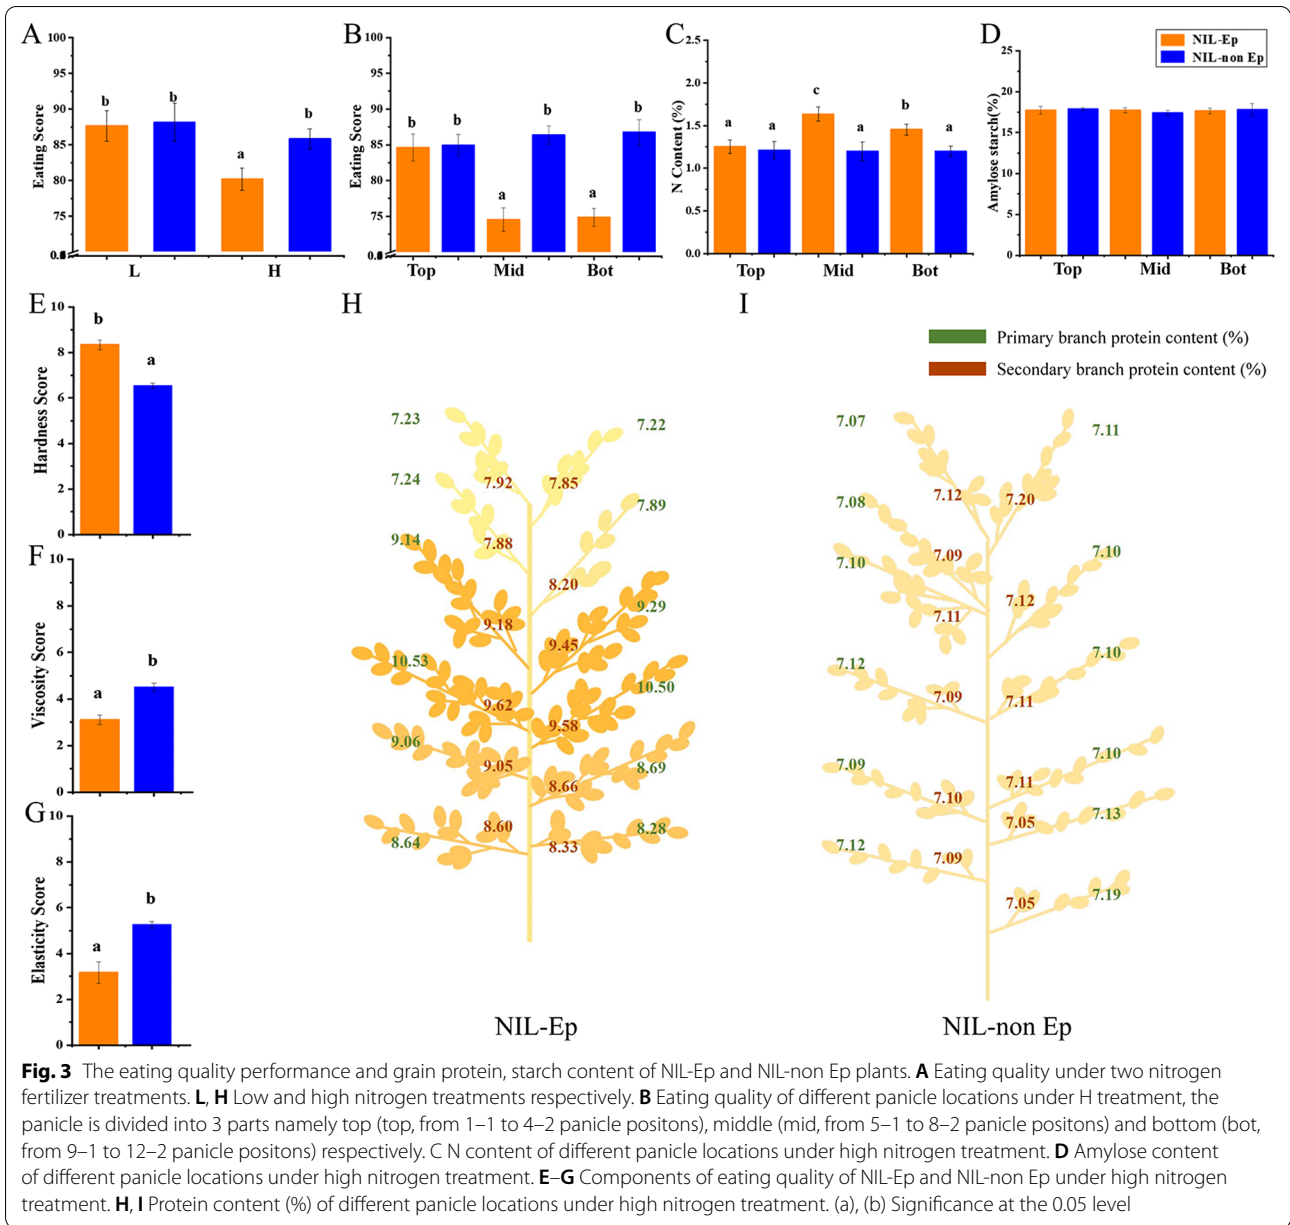 A
100
95
90
85
80
75
Eating Score
b
b
a
b
L
H
B
100
95
90
85
80
75
Eating Score
b
b
a
b
a
b
Top
Mid
Bot
C
2.5
2.0
1.5
1.0
0.5
0.0
N Content (%)
a
a
c
a
b
a
Top
Mid
Bot
D
25
20
15
10
5
0
Amylose starch(%)
NIL-Ep
NIL-non Ep
Top
Mid
Bot
E
10
8
6
4
2
0
Hardness Score
b
a
F
10
8
6
4
2
0
Viscosity Score
a
b
G
10
8
6
4
2
0
Elasticity Score
a
b
H
7.23
7.22
7.92
7.85
7.24
7.89
7.88
9.14
8.20
9.29
9.18
9.45
10.53
10.50
9.62
9.58
9.06
9.05
8.69
8.66
8.60
8.28
8.64
8.33
NIL-Ep
I
Primary branch protein content (%)
Secondary branch protein content (%)
7.07
7.11
7.12
7.20
7.08
7.09
7.10
7.10
7.12
7.11
7.12
7.10
7.09
7.11
7.09
7.10
7.11
7.10
7.13
7.05
7.12
7.09
7.19
7.05
NIL-non Ep
Fig. 3 The eating quality performance and grain protein, starch content of NIL-Ep and NIL-non Ep plants. A Eating quality under two nitrogen
fertilizer treatments. L, H Low and high nitrogen treatments respectively. B Eating quality of different panicle locations under H treatment, the
panicle is divided into 3 parts namely top (top, from 1–1 to 4–2 panicle positons), middle (mid, from 5–1 to 8–2 panicle positons) and bottom (bot,
from 9–1 to 12–2 panicle positons) respectively. C N content of different panicle locations under high nitrogen treatment. D Amylose content
of different panicle locations under high nitrogen treatment. E–G Components of eating quality of NIL-Ep and NIL-non Ep under high nitrogen
treatment. H, I Protein content (%) of different panicle locations under high nitrogen treatment. (a), (b) Significance at the 0.05 level